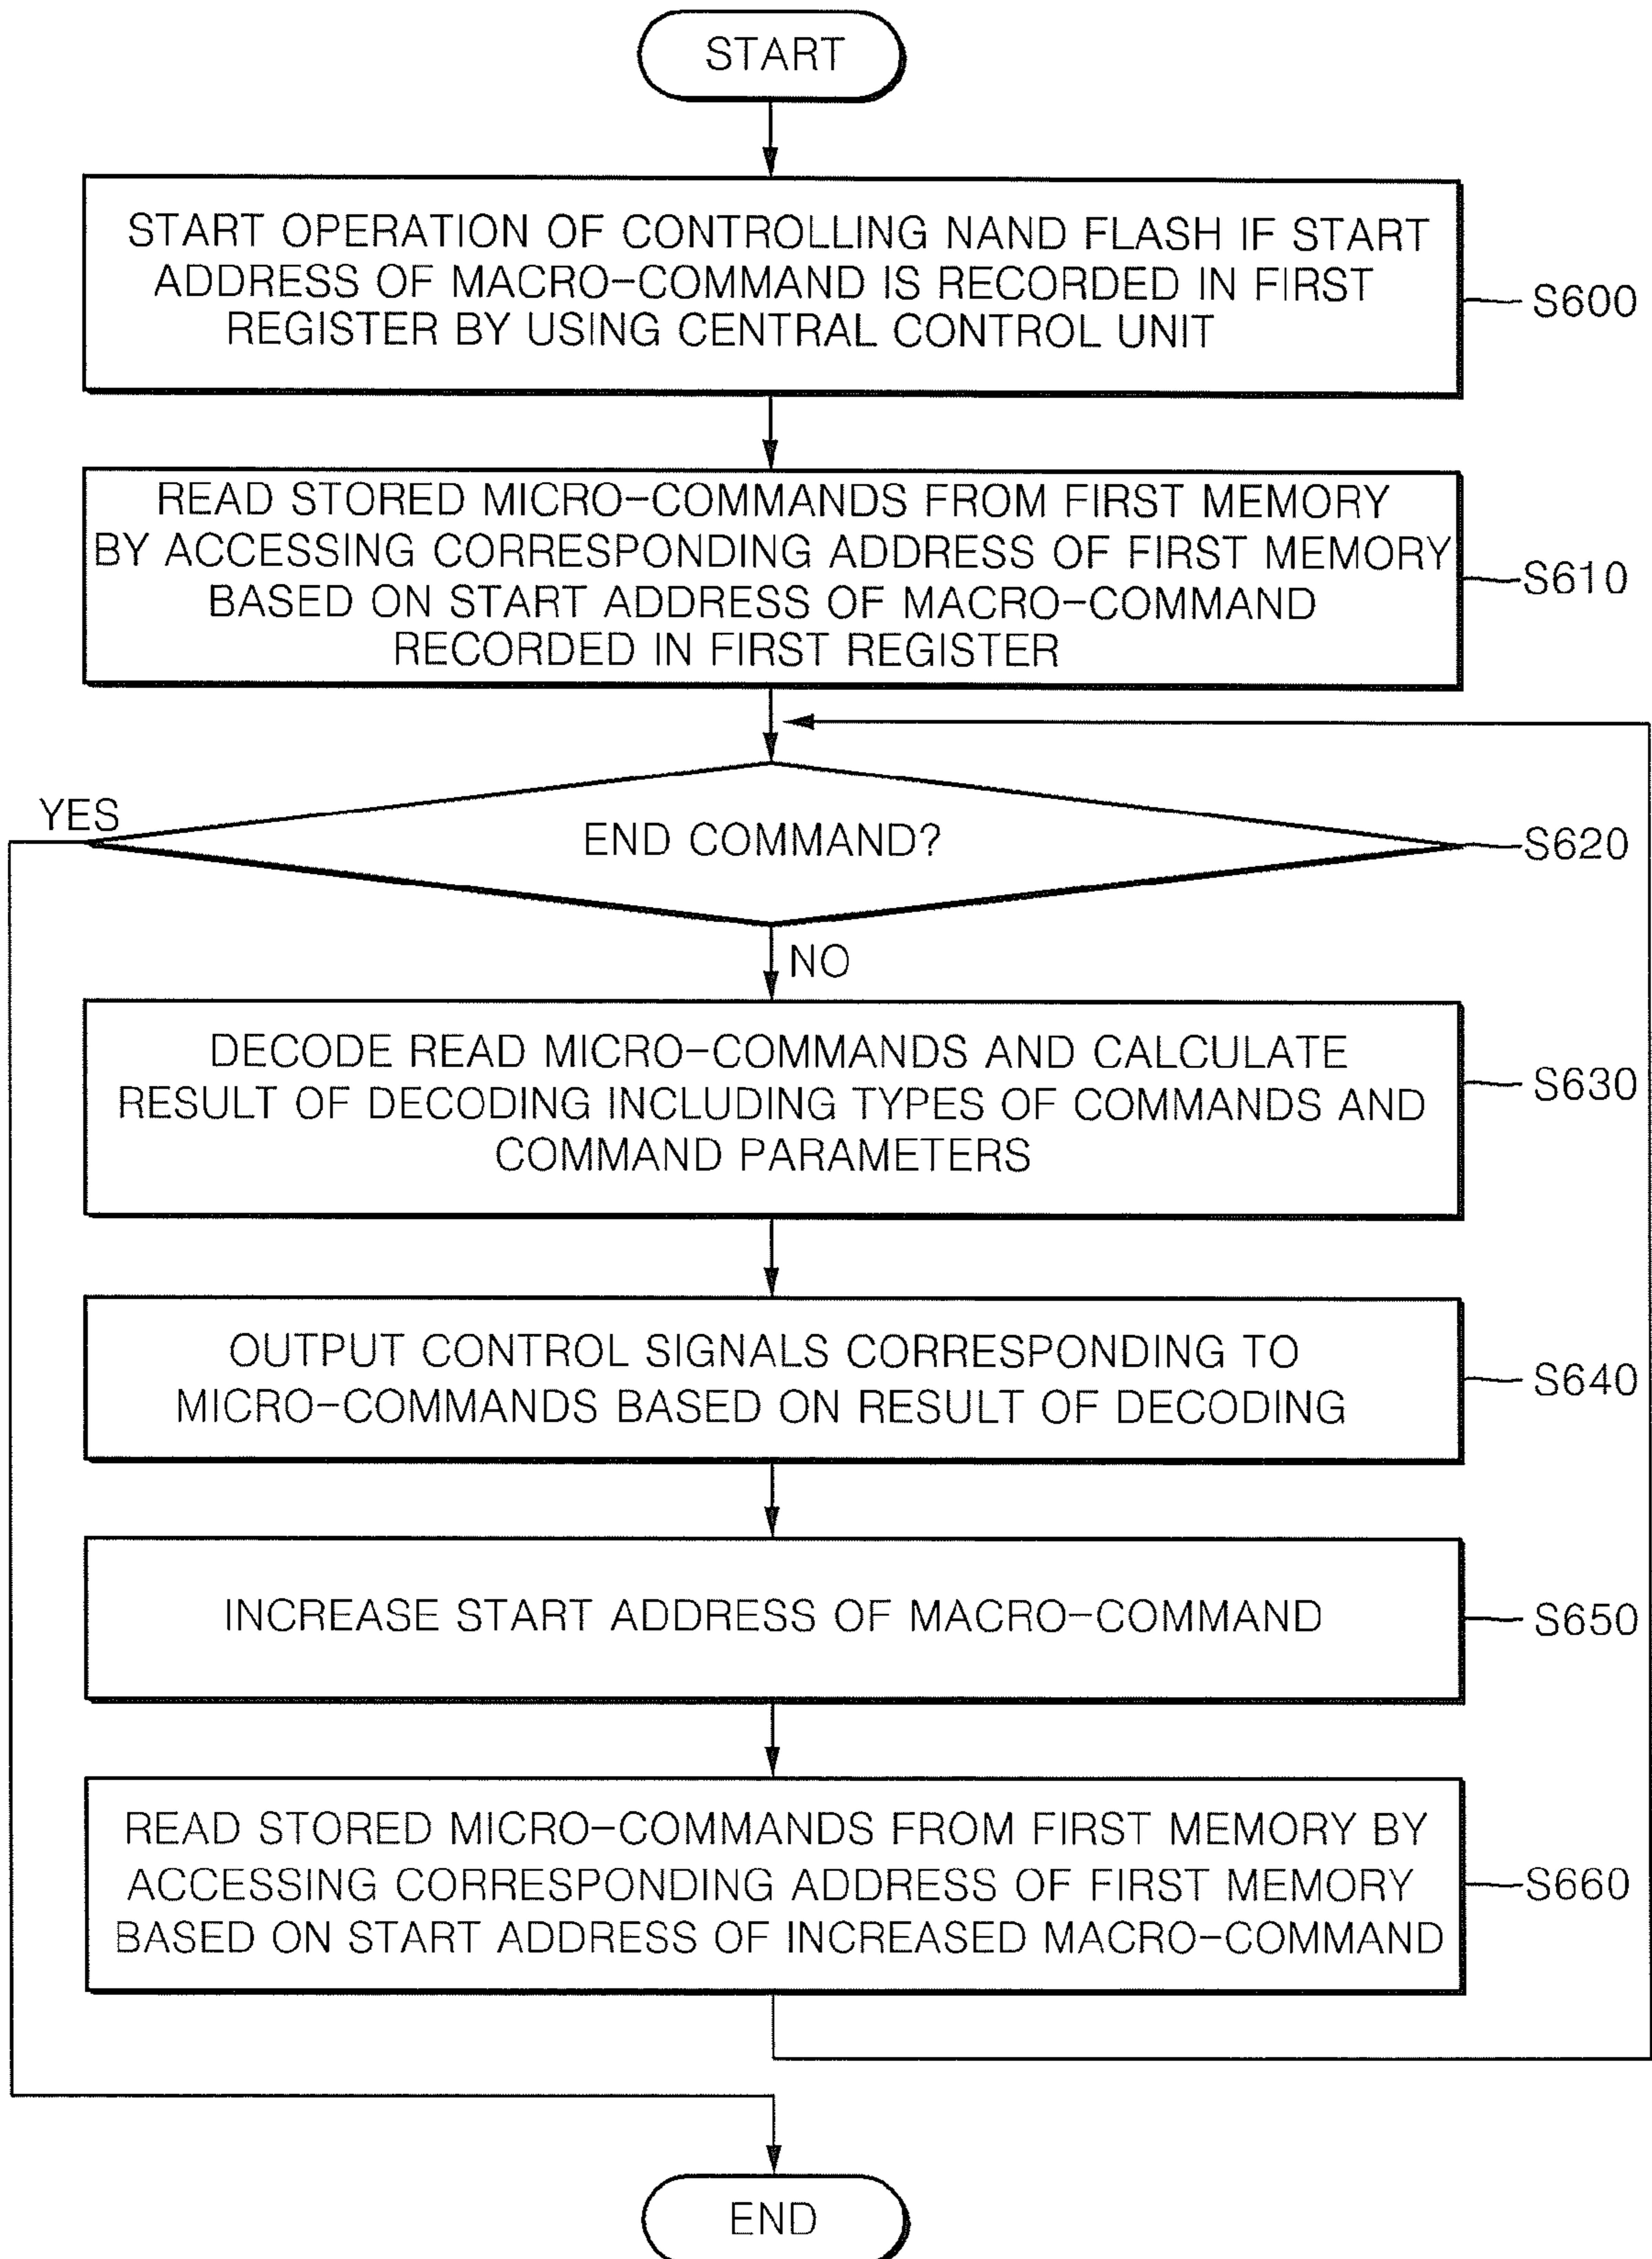 START
START OPERATION OF CONTROLLING NAND FLASH IF START
ADDRESS OF MACRO-COMMAND IS RECORDED IN FIRST
REGISTER BY USING CENTRAL CONTROL UNIT
S600
READ STORED MICRO-COMMANDS FROM FIRST MEMORY
BY ACCESSING CORRESPONDING ADDRESS OF FIRST MEMORY
BASED ON START ADDRESS OF MACRO-COMMAND
RECORDED IN FIRST REGISTER
S610
YES
END COMMAND?
S620
NO
DECODE READ MICRO-COMMANDS AND CALCULATE
RESULT OF DECODING INCLUDING TYPES OF COMMANDS AND
COMMAND PARAMETERS
S630
OUTPUT CONTROL SIGNALS CORRESPONDING TO
MICRO-COMMANDS BASED ON RESULT OF DECODING
S640
INCREASE START ADDRESS OF MACRO-COMMAND
S650
READ STORED MICRO-COMMANDS FROM FIRST MEMORY BY
ACCESSING CORRESPONDING ADDRESS OF FIRST MEMORY
BASED ON START ADDRESS OF INCREASED MACRO-COMMAND
S660
END